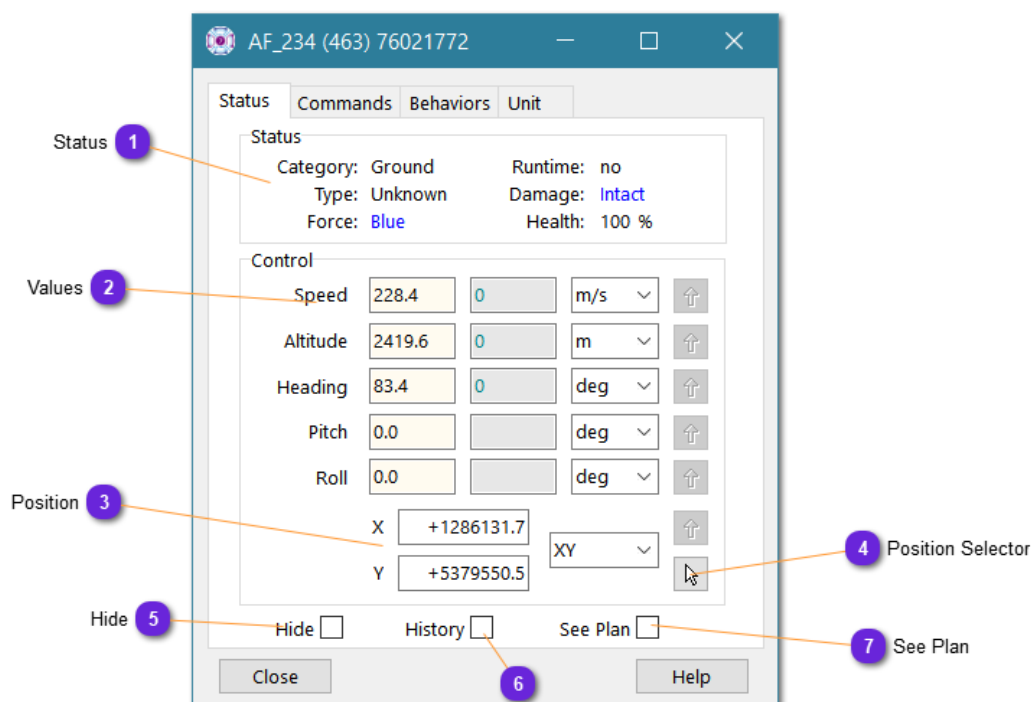 AF_234 (463) 76021772
Status Commands Behaviors Unit
Status 1
Status
Category: Ground Runtime: no
Type: Unknown Damage: Intact
Force: Blue Health: 100 %
Control
Values 2
Speed 228.4 0 m/s
Altitude 2419.6 0 m
Heading 83.4 0 deg
Pitch 0.0 deg
Roll 0.0 deg
Position 3
X +1286131.7
XY
4 Position Selector
Y +5379550.5
Hide 5
Hide History See Plan
7 See Plan
Close 6 Help